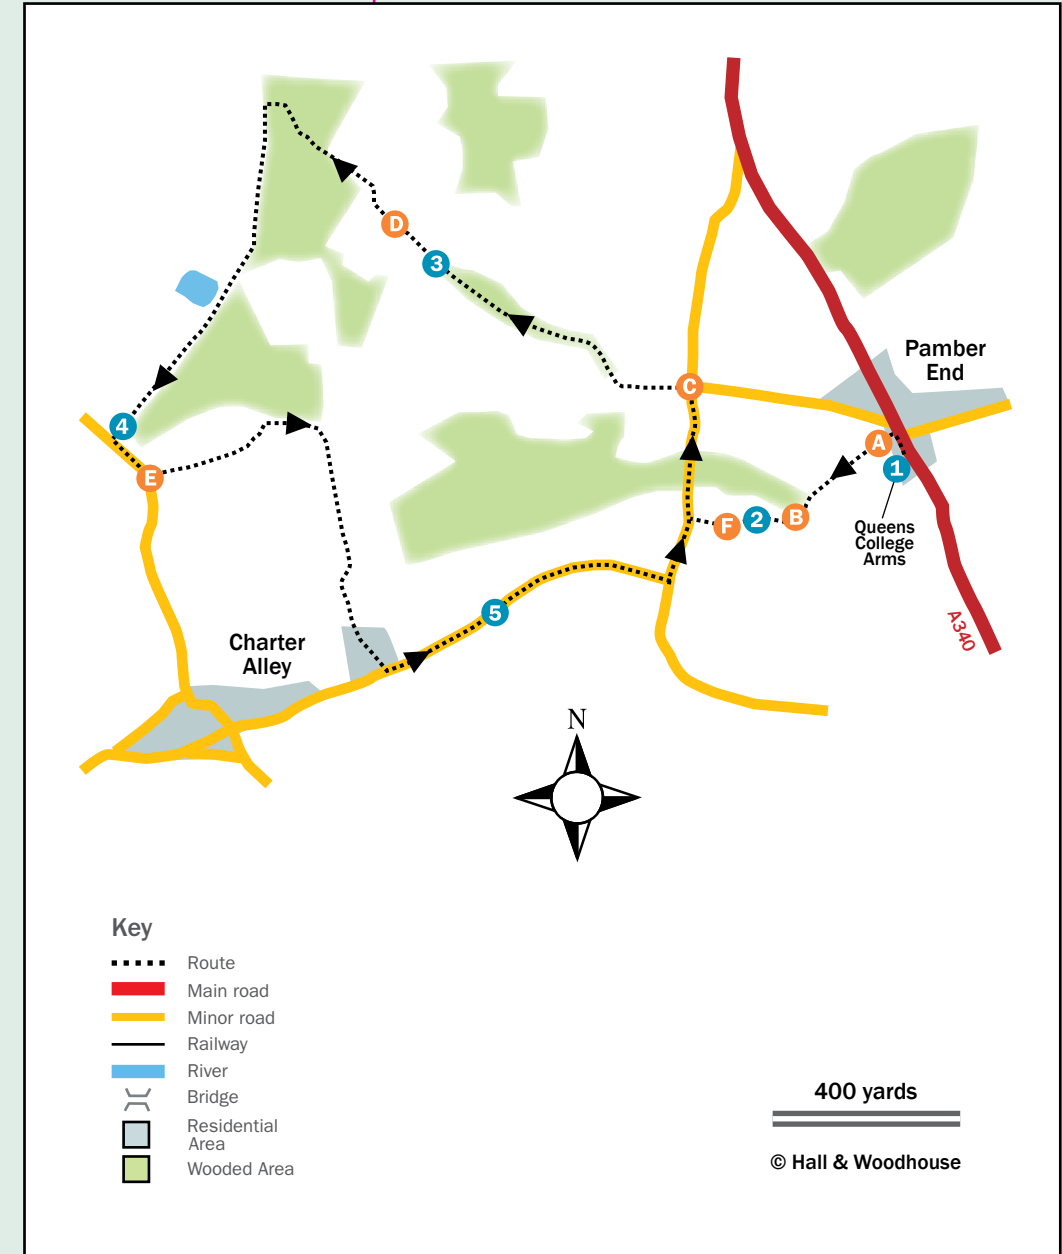 D
3
Pamber
End
C
4
A
1
E
F
2
B
Queens
College
Arms
5
A340
Charter
Alley
N
Key
Route
Main road
Minor road
Railway
River
Bridge
Residential
Area
Wooded Area
400 yards
© Hall & Woodhouse